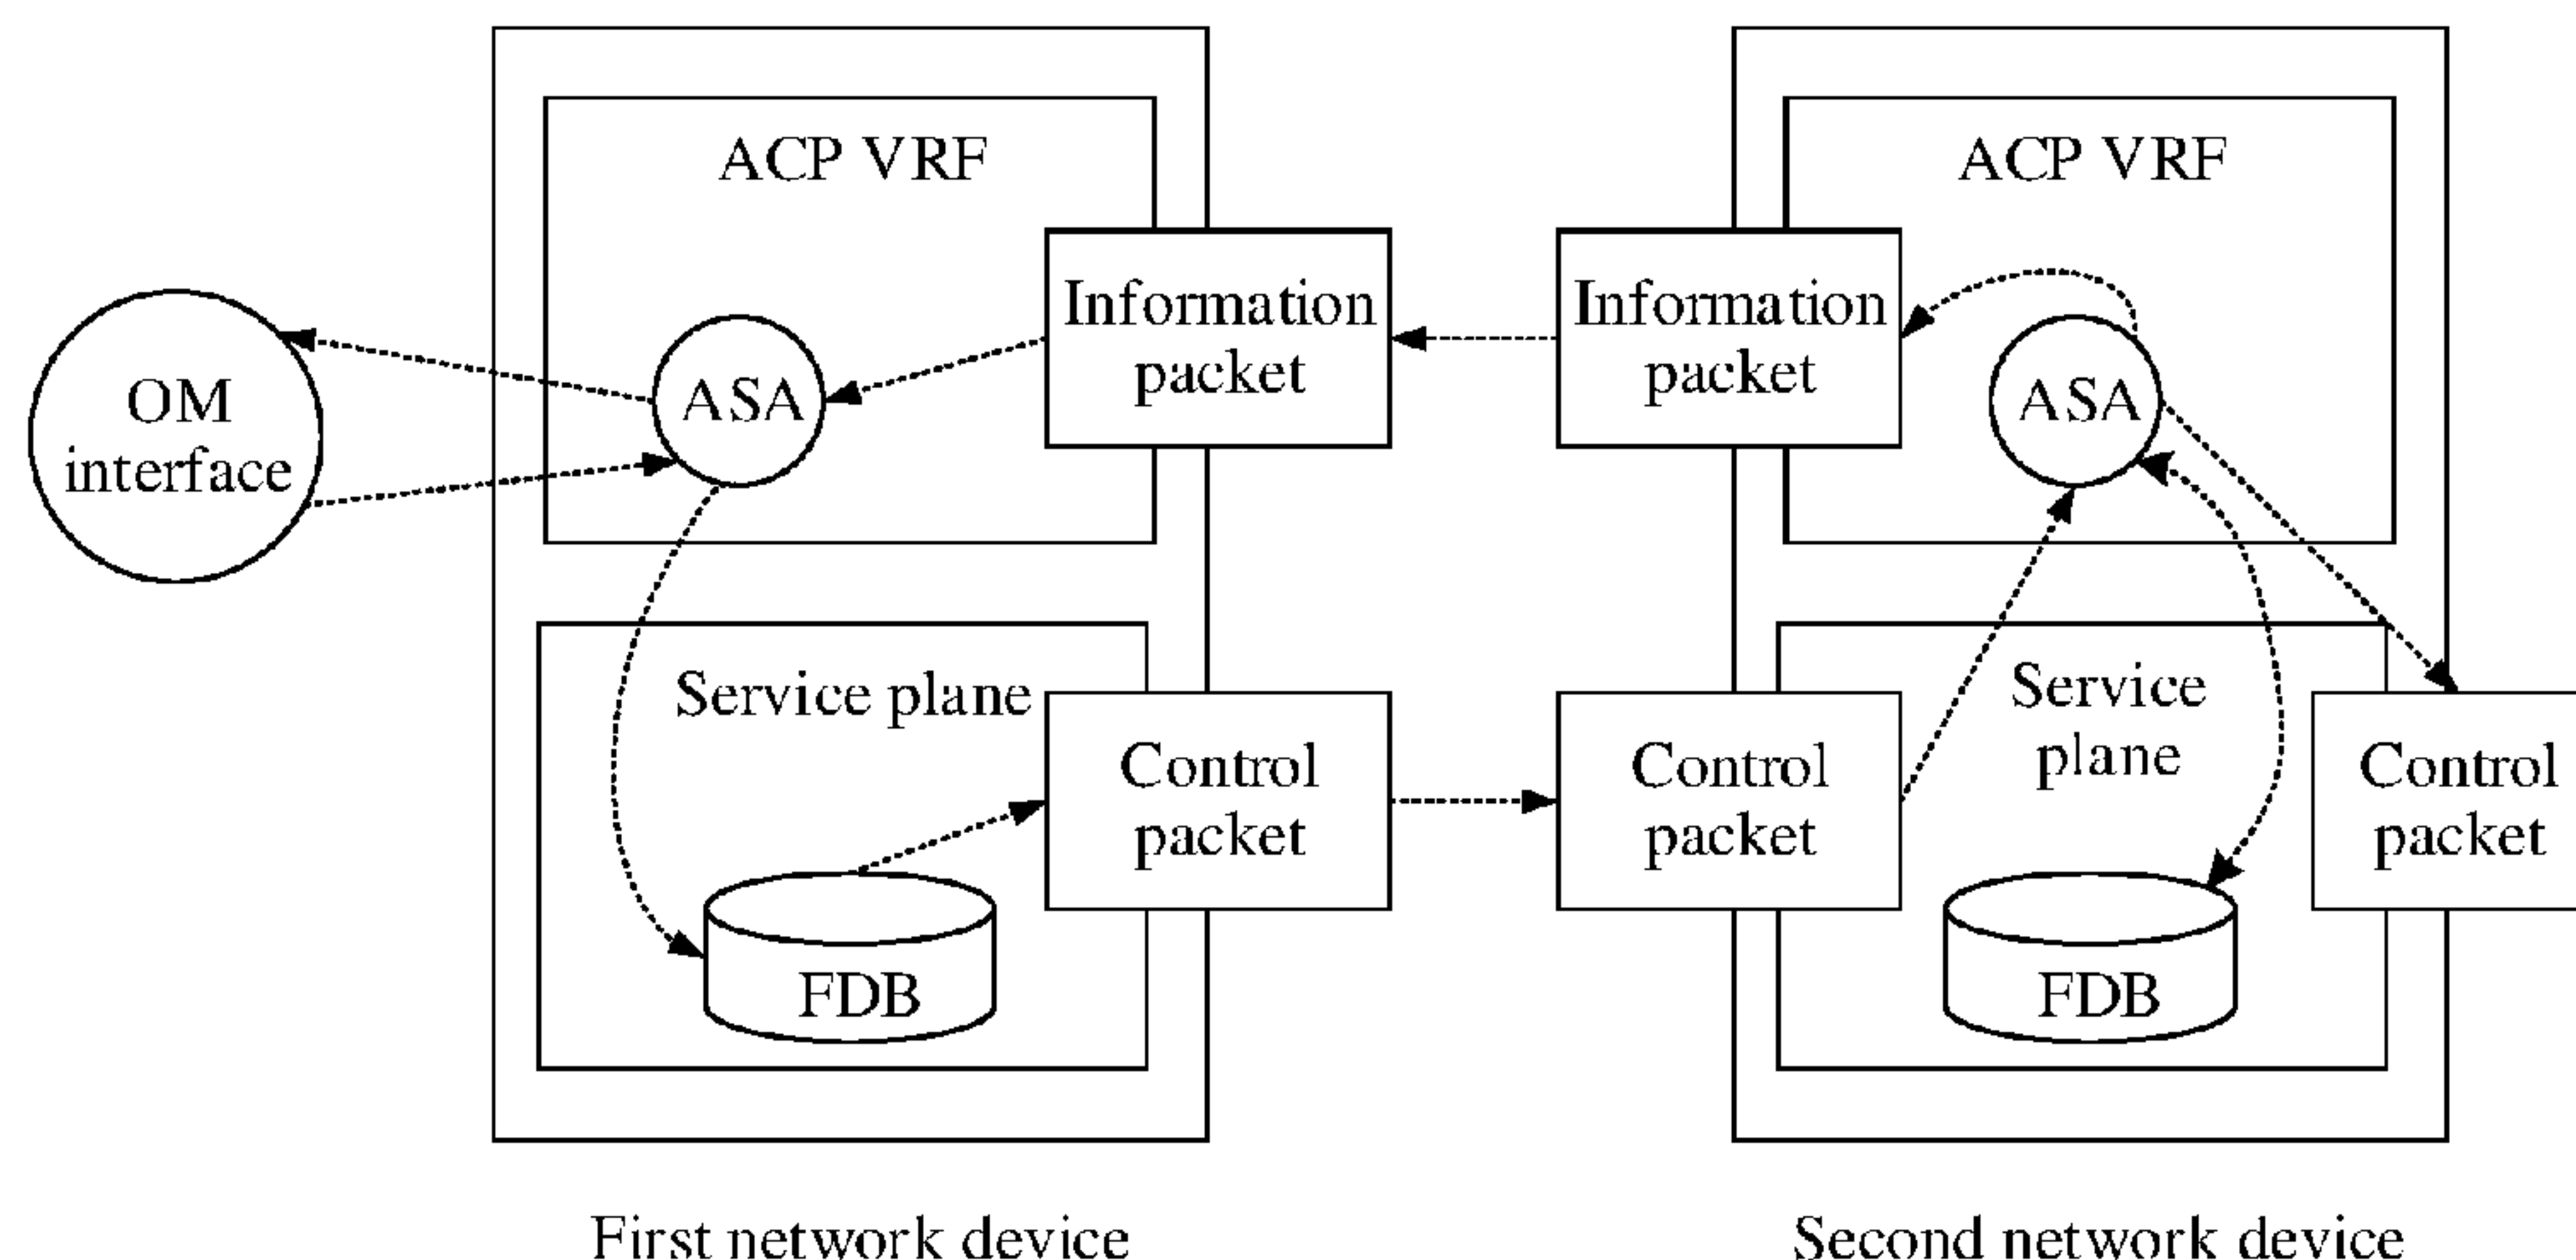 ACP VRF
ACP VRF
Information
packet
Information
packet
OM
interface
ASA
ASA
Service plane
Service
plane
Control
packet
Control
packet
Control
packet
FDB
FDB
First network device
Second network device